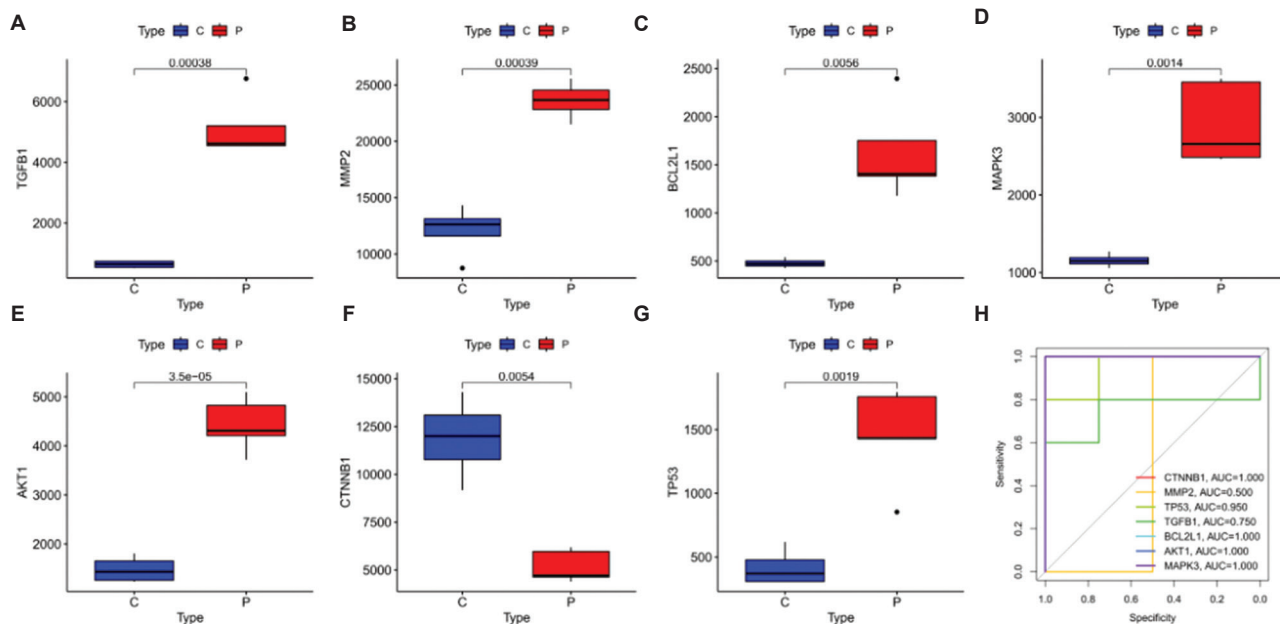 A
Type C P
0.00038
6000
4000
2000
TGFB1
C P
Type
B
Type C P
0.00039
25000
20000
15000
10000
MMP2
C P
Type
C
Type C P
0.0056
2500
2000
1500
1000
500
BCL2L1
C P
Type
D
Type C P
0.0014
3000
2000
1000
MAPK3
C P
Type
E
Type C P
3.5e−05
5000
4000
3000
2000
AKT1
C P
Type
F
Type C P
0.0054
15000
12500
10000
7500
5000
CTNNB1
C P
Type
G
Type C P
0.0019
1500
1000
500
TP53
C P
Type
H
1.0
0.8
0.6
0.4
0.2
0.0
Sensitivity
CTNNB1, AUC=1.000
MMP2, AUC=0.500
TP53, AUC=0.950
TGFB1, AUC=0.750
BCL2L1, AUC=1.000
AKT1, AUC=1.000
MAPK3, AUC=1.000
1.0 0.8 0.6 0.4 0.2 0.0
Specificity